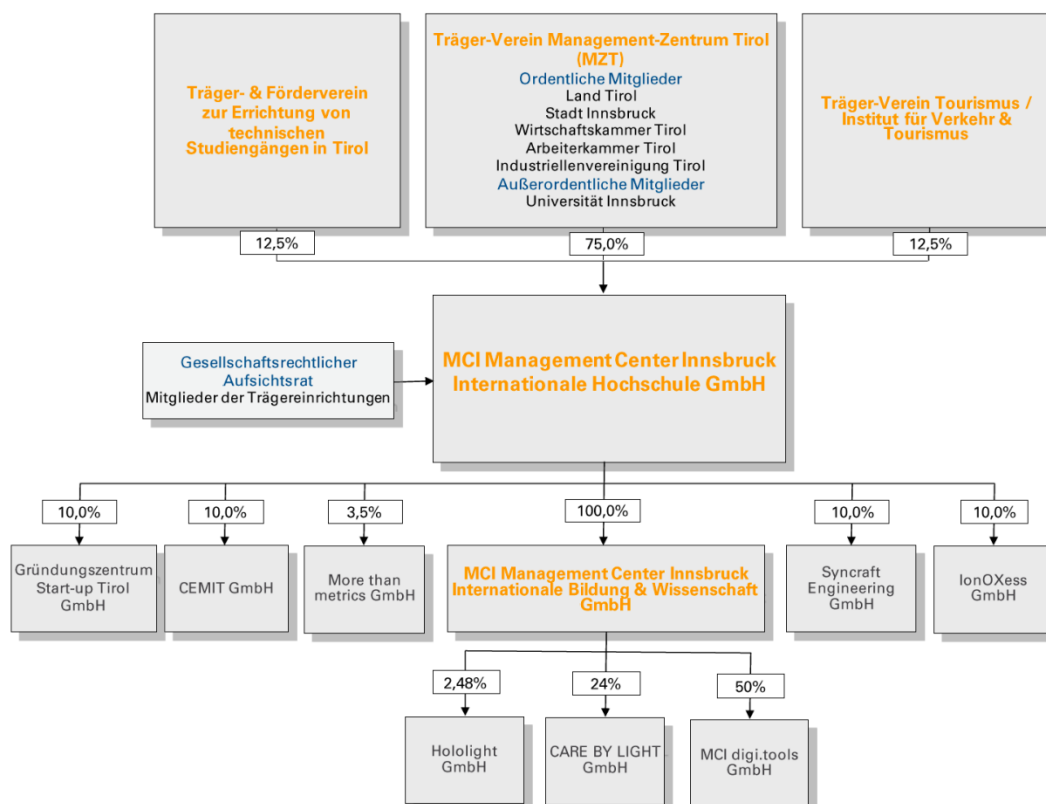 Träger- & Förderverein
zur Errichtung von
technischen
Studiengängen in Tirol
Träger-Verein Management-Zentrum Tirol
(MZT)
Ordentliche Mitglieder
Land Tirol
Stadt Innsbruck
Wirtschaftskammer Tirol
Arbeiterkammer Tirol
Industriellenvereinigung Tirol
Außerordentliche Mitglieder
Universität Innsbruck
Träger-Verein Tourismus /
Institut für Verkehr &
Tourismus
12,5%
75,0%
12,5%
Gesellschaftsrechtlicher
Aufsichtsrat
Mitglieder der Trägereinrichtungen
MCI Management Center Innsbruck
Internationale Hochschule GmbH
10,0%
10,0%
3,5%
100,0%
10,0%
10,0%
Gründungszentrum
Start-up Tirol
GmbH
CEMIT GmbH
More than
metrics GmbH
MCI Management Center Innsbruck
Internationale Bildung & Wissenschaft
GmbH
Syncraft
Engineering
GmbH
IonOXess
GmbH
2,48%
24%
50%
Hololight
GmbH
CARE BY LIGHT
GmbH
MCI digi.tools
GmbH